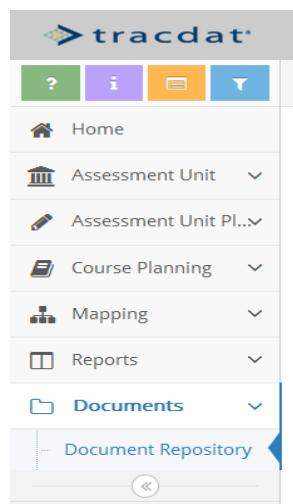 tracdat
? i
Home
Assessment Unit
Assessment Unit Pl...
Course Planning
Mapping
Reports
Documents
Document Repository